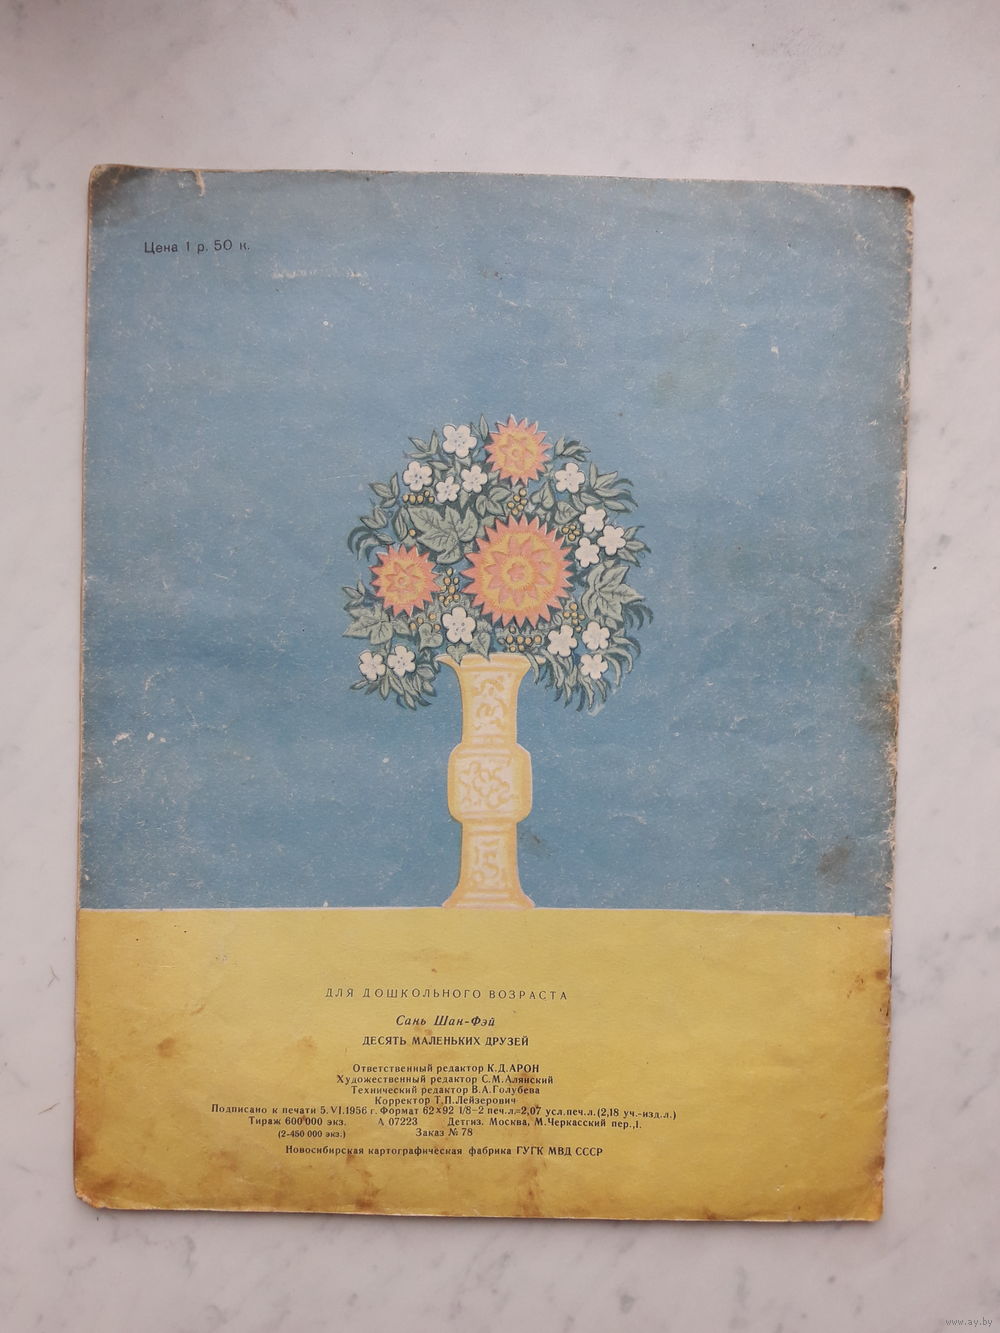 Цена 1 р. 50 к.
ДЛЯ ДОШКОЛЬНОГО ВОЗРАСТА
Сань Шан-Фэй
ДЕСЯТЬ МАЛЕНЬКИХ ДРУЗЕЙ
Ответственный редактор К.Д.АРОН
Художественный редактор С.М.Алянский
Технический редактор В.А.Голубева
Корректор Т.П.Лейзерович
Подписано к печати 5.VI.1956 г. Формат 62×92 1/8–2 печ.л.=2,07 усл.печ.л.(2,18 уч.-изд.л.)
Тираж 600 000 экз. А 07223 Детгиз. Москва, М.Черкасский пер.,1.
(2-450 000 экз.) Заказ № 78
Новосибирская картографическая фабрика ГУГК МВД СССР
www.ay.by